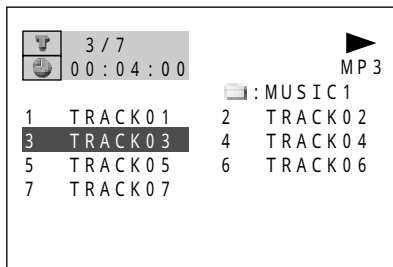 T 3/7
00:04:00 MP3
:MUSIC1
1 TRACK01 2 TRACK02
3 TRACK03 4 TRACK04
5 TRACK05 6 TRACK06
7 TRACK07